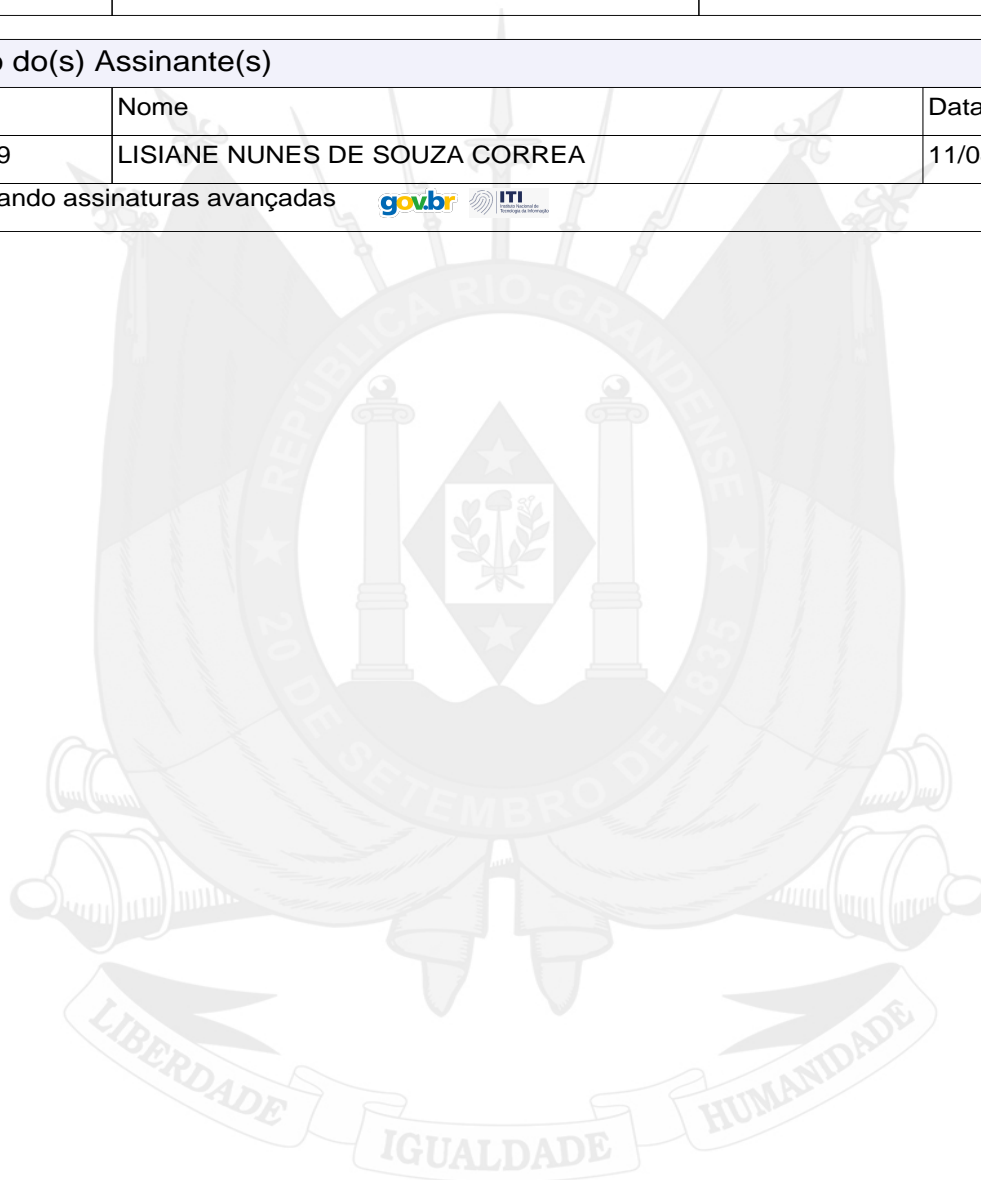 o do(s) Assinante(s)
Nome Data
9 LISIANE NUNES DE SOUZA CORREA 11/0
ando assinaturas avançadas gov.br ITI
REPÚBLICA RIO-GRANDENSE
20 DE SETEMBRO DE 1835
LIBERDADE IGUALDADE HUMANIDADE